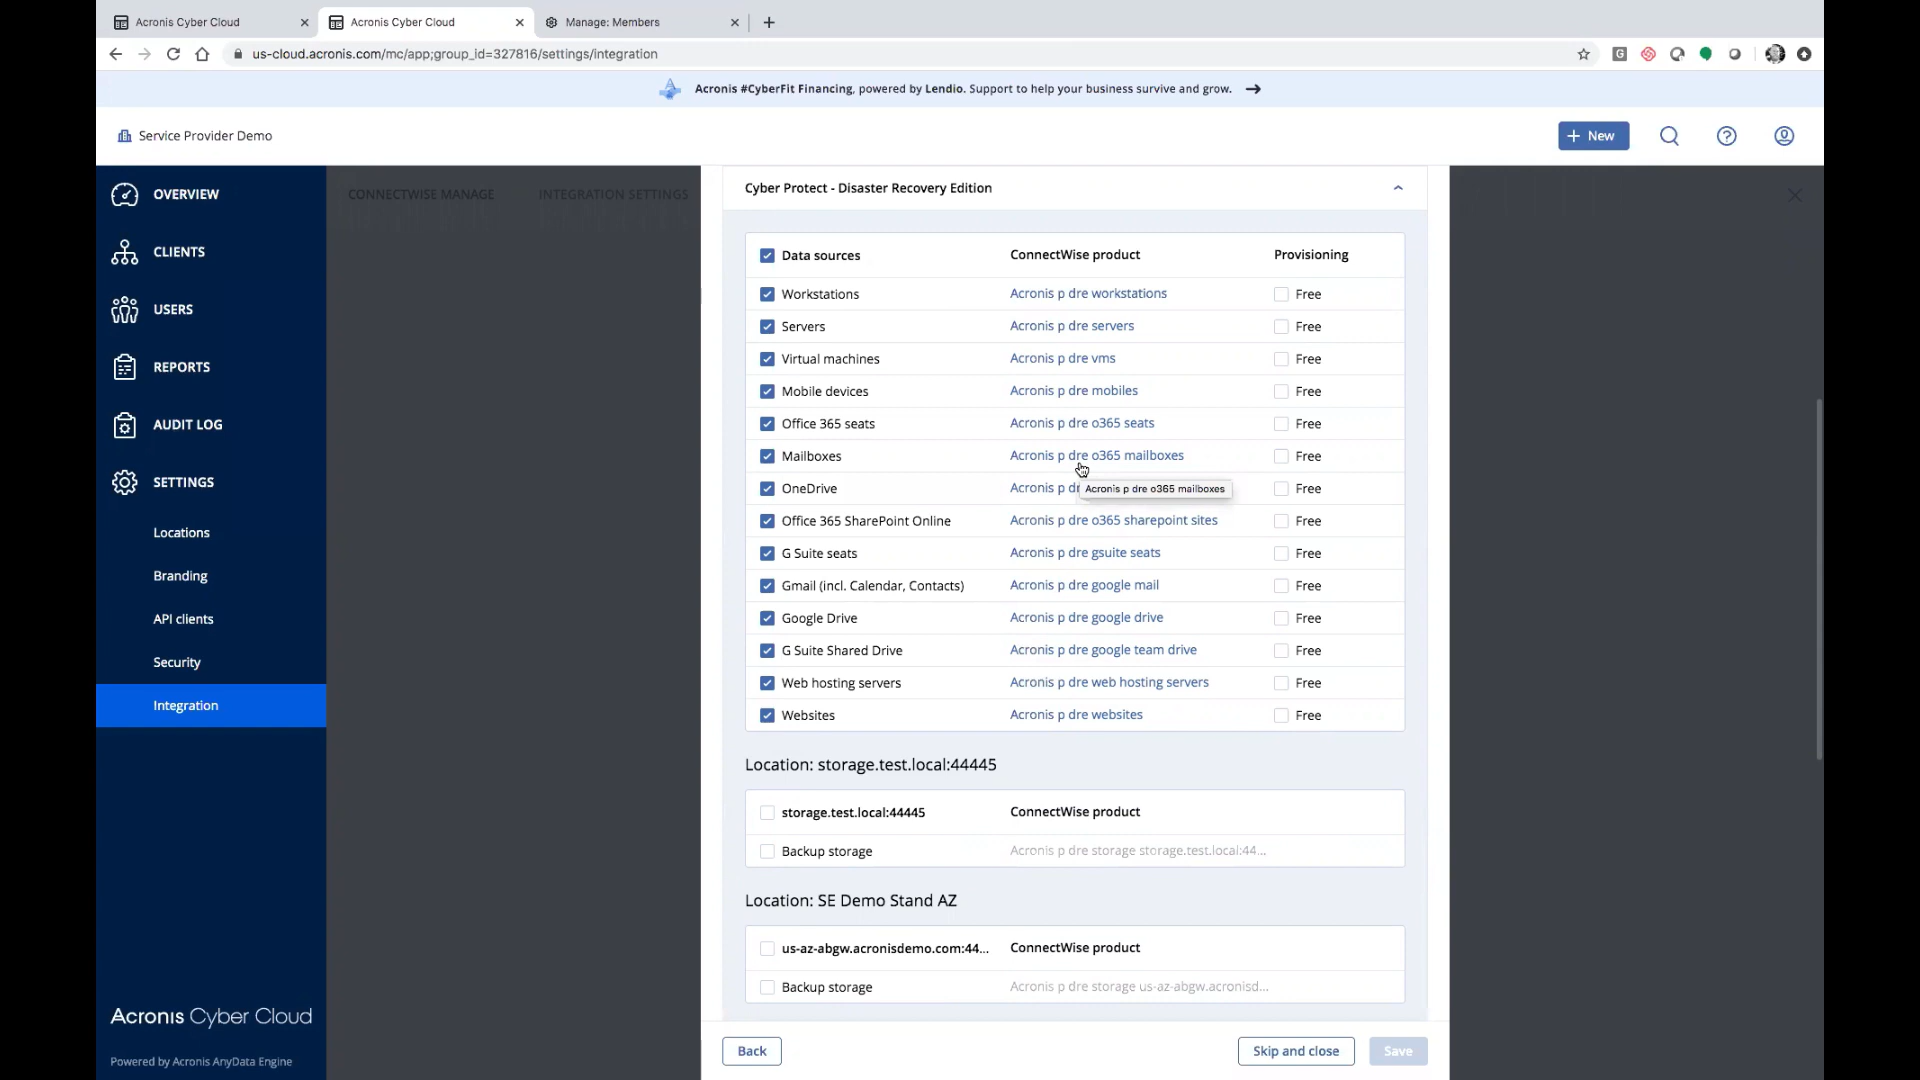 Acronis Cyber Cloud
Acronis Cyber Cloud
Manage: Members
us-cloud.acronis.com/mc/app;group_id=327816/settings/integration
Acronis #CyberFit Financing, powered by Lendio. Support to help your business survive and grow.
Service Provider Demo
New
OVERVIEW
CLIENTS
USERS
REPORTS
AUDIT LOG
SETTINGS
Locations
Branding
API clients
Security
Integration
Acronis Cyber Cloud
Powered by Acronis AnyData Engine
CONNECTWISE MANAGE INTEGRATION SETTINGS
Cyber Protect - Disaster Recovery Edition
Data sources ConnectWise product Provisioning
Workstations Acronis p dre workstations Free
Servers Acronis p dre servers Free
Virtual machines Acronis p dre vms Free
Mobile devices Acronis p dre mobiles Free
Office 365 seats Acronis p dre o365 seats Free
Mailboxes Acronis p dre o365 mailboxes Free
OneDrive Acronis p dr Free
Acronis p dre o365 mailboxes
Office 365 SharePoint Online Acronis p dre o365 sharepoint sites Free
G Suite seats Acronis p dre gsuite seats Free
Gmail (incl. Calendar, Contacts) Acronis p dre google mail Free
Google Drive Acronis p dre google drive Free
G Suite Shared Drive Acronis p dre google team drive Free
Web hosting servers Acronis p dre web hosting servers Free
Websites Acronis p dre websites Free
Location: storage.test.local:44445
storage.test.local:44445 ConnectWise product
Backup storage Acronis p dre storage storage.test.local:44...
Location: SE Demo Stand AZ
us-az-abgw.acronisdemo.com:44... ConnectWise product
Backup storage Acronis p dre storage us-az-abgw.acronisd...
Back
Skip and close
Save